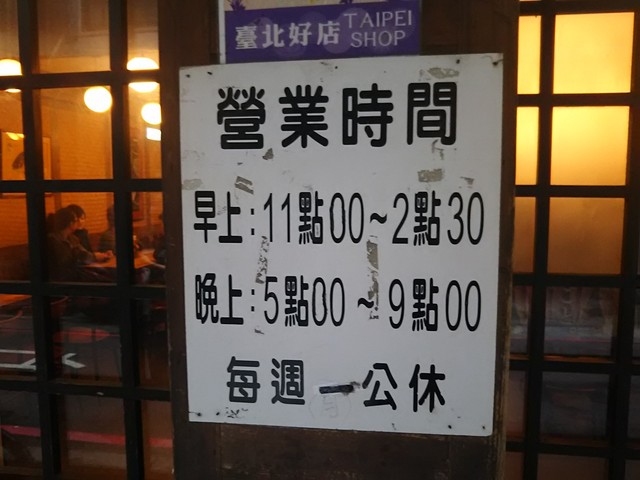 臺北好店 TAIPEI SHOP
營業時間
早上:11點00~2點30
晚上:5點00~9點00
每週一公休